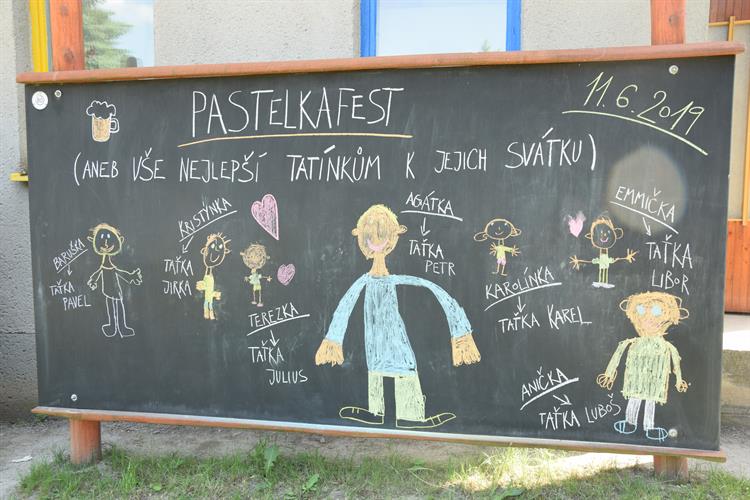 PASTELKAFEST
11.6.2019
(ANEB VŠE NEJLEPŠÍ TATÍNKŮM K JEJICH SVÁTKU)
BARUŠKA
TAŤKA
PAVEL
KRISTÝNKA
TAŤKA
JIRKA
TEREZKA
TAŤKA
JULIUS
AGÁTKA
TAŤKA
PETR
KAROLÍNKA
TAŤKA KAREL
EMMIČKA
TAŤKA
LIBOR
ANIČKA
TAŤKA LUBOŠ